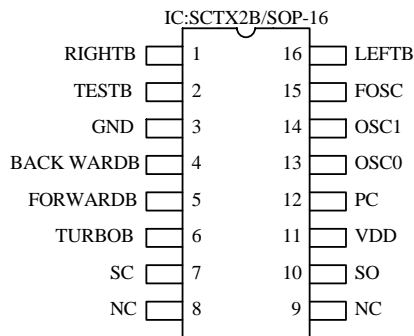 IC:SCTX2B/SOP-16
RIGHTB 1 16 LEFTB
TESTB 2 15 FOSC
GND 3 14 OSC1
BACK WARDB 4 13 OSC0
FORWARDB 5 12 PC
TURBOB 6 11 VDD
SC 7 10 SO
NC 8 9 NC